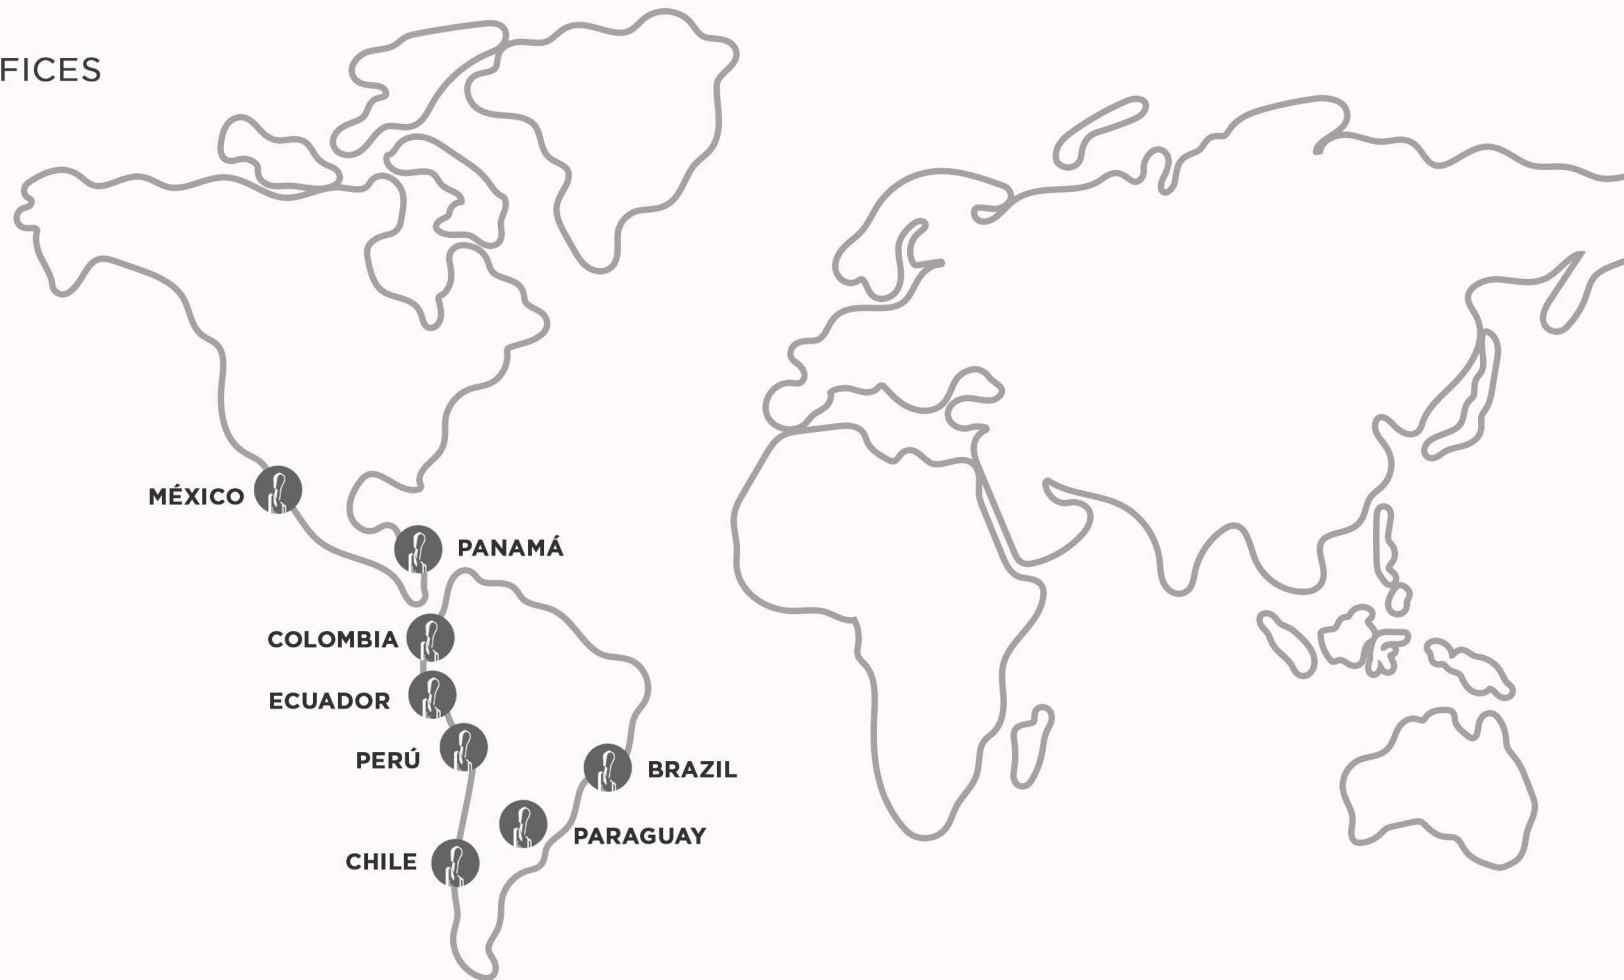 FICES
MÉXICO
PANAMÁ
COLOMBIA
ECUADOR
PERÚ
BRAZIL
PARAGUAY
CHILE